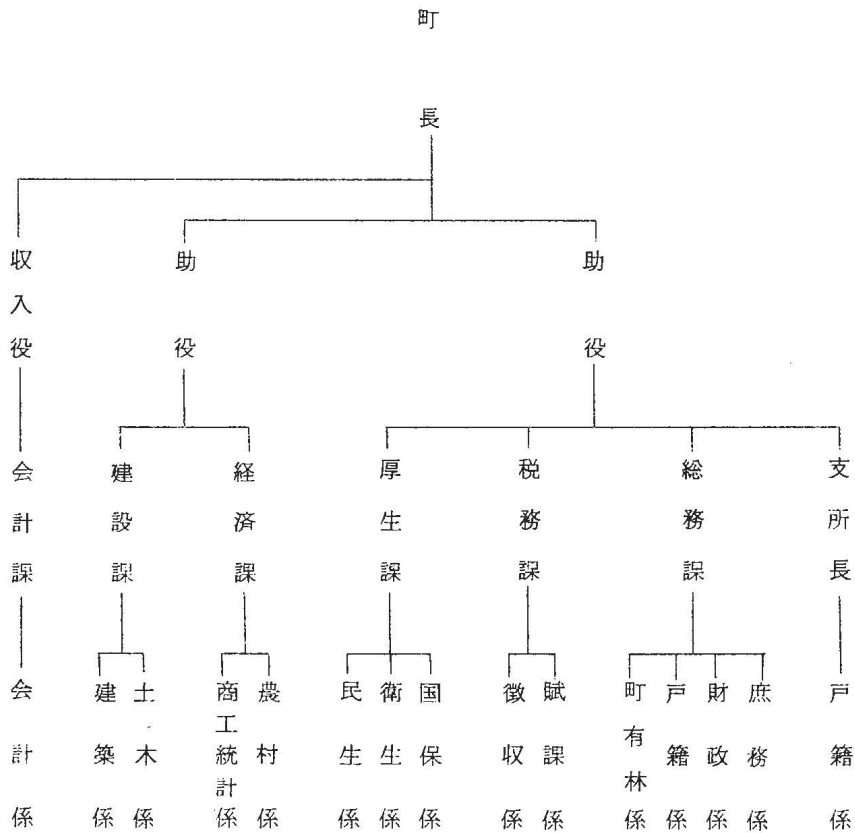 町長
収入役
助役
助役
会計課
建設課
経済課
厚生課
税務課
総務課
支所長
会計係
建築係
土木係
商工統計係
農村係
民生係
衛生係
国保係
徴収係
賦課係
町有林係
戸籍係
財政係
庶務係
戸籍係